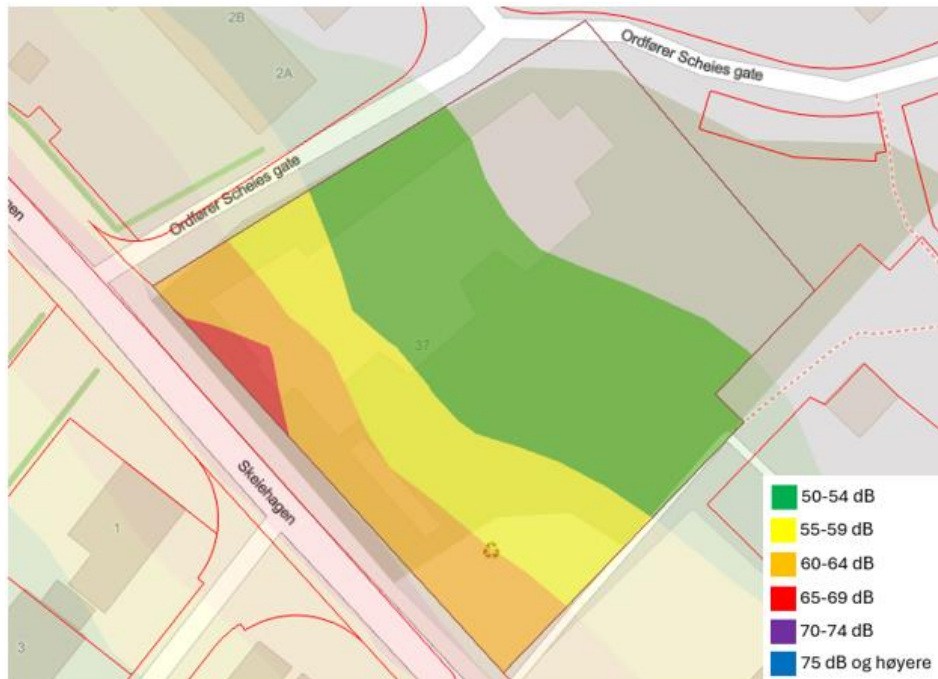 2B
2A
Ordfører Scheies gate
Ordfører Scheies gate
37
Skeiehagen
1
3
50-54 dB
55-59 dB
60-64 dB
65-69 dB
70-74 dB
75 dB og høyere